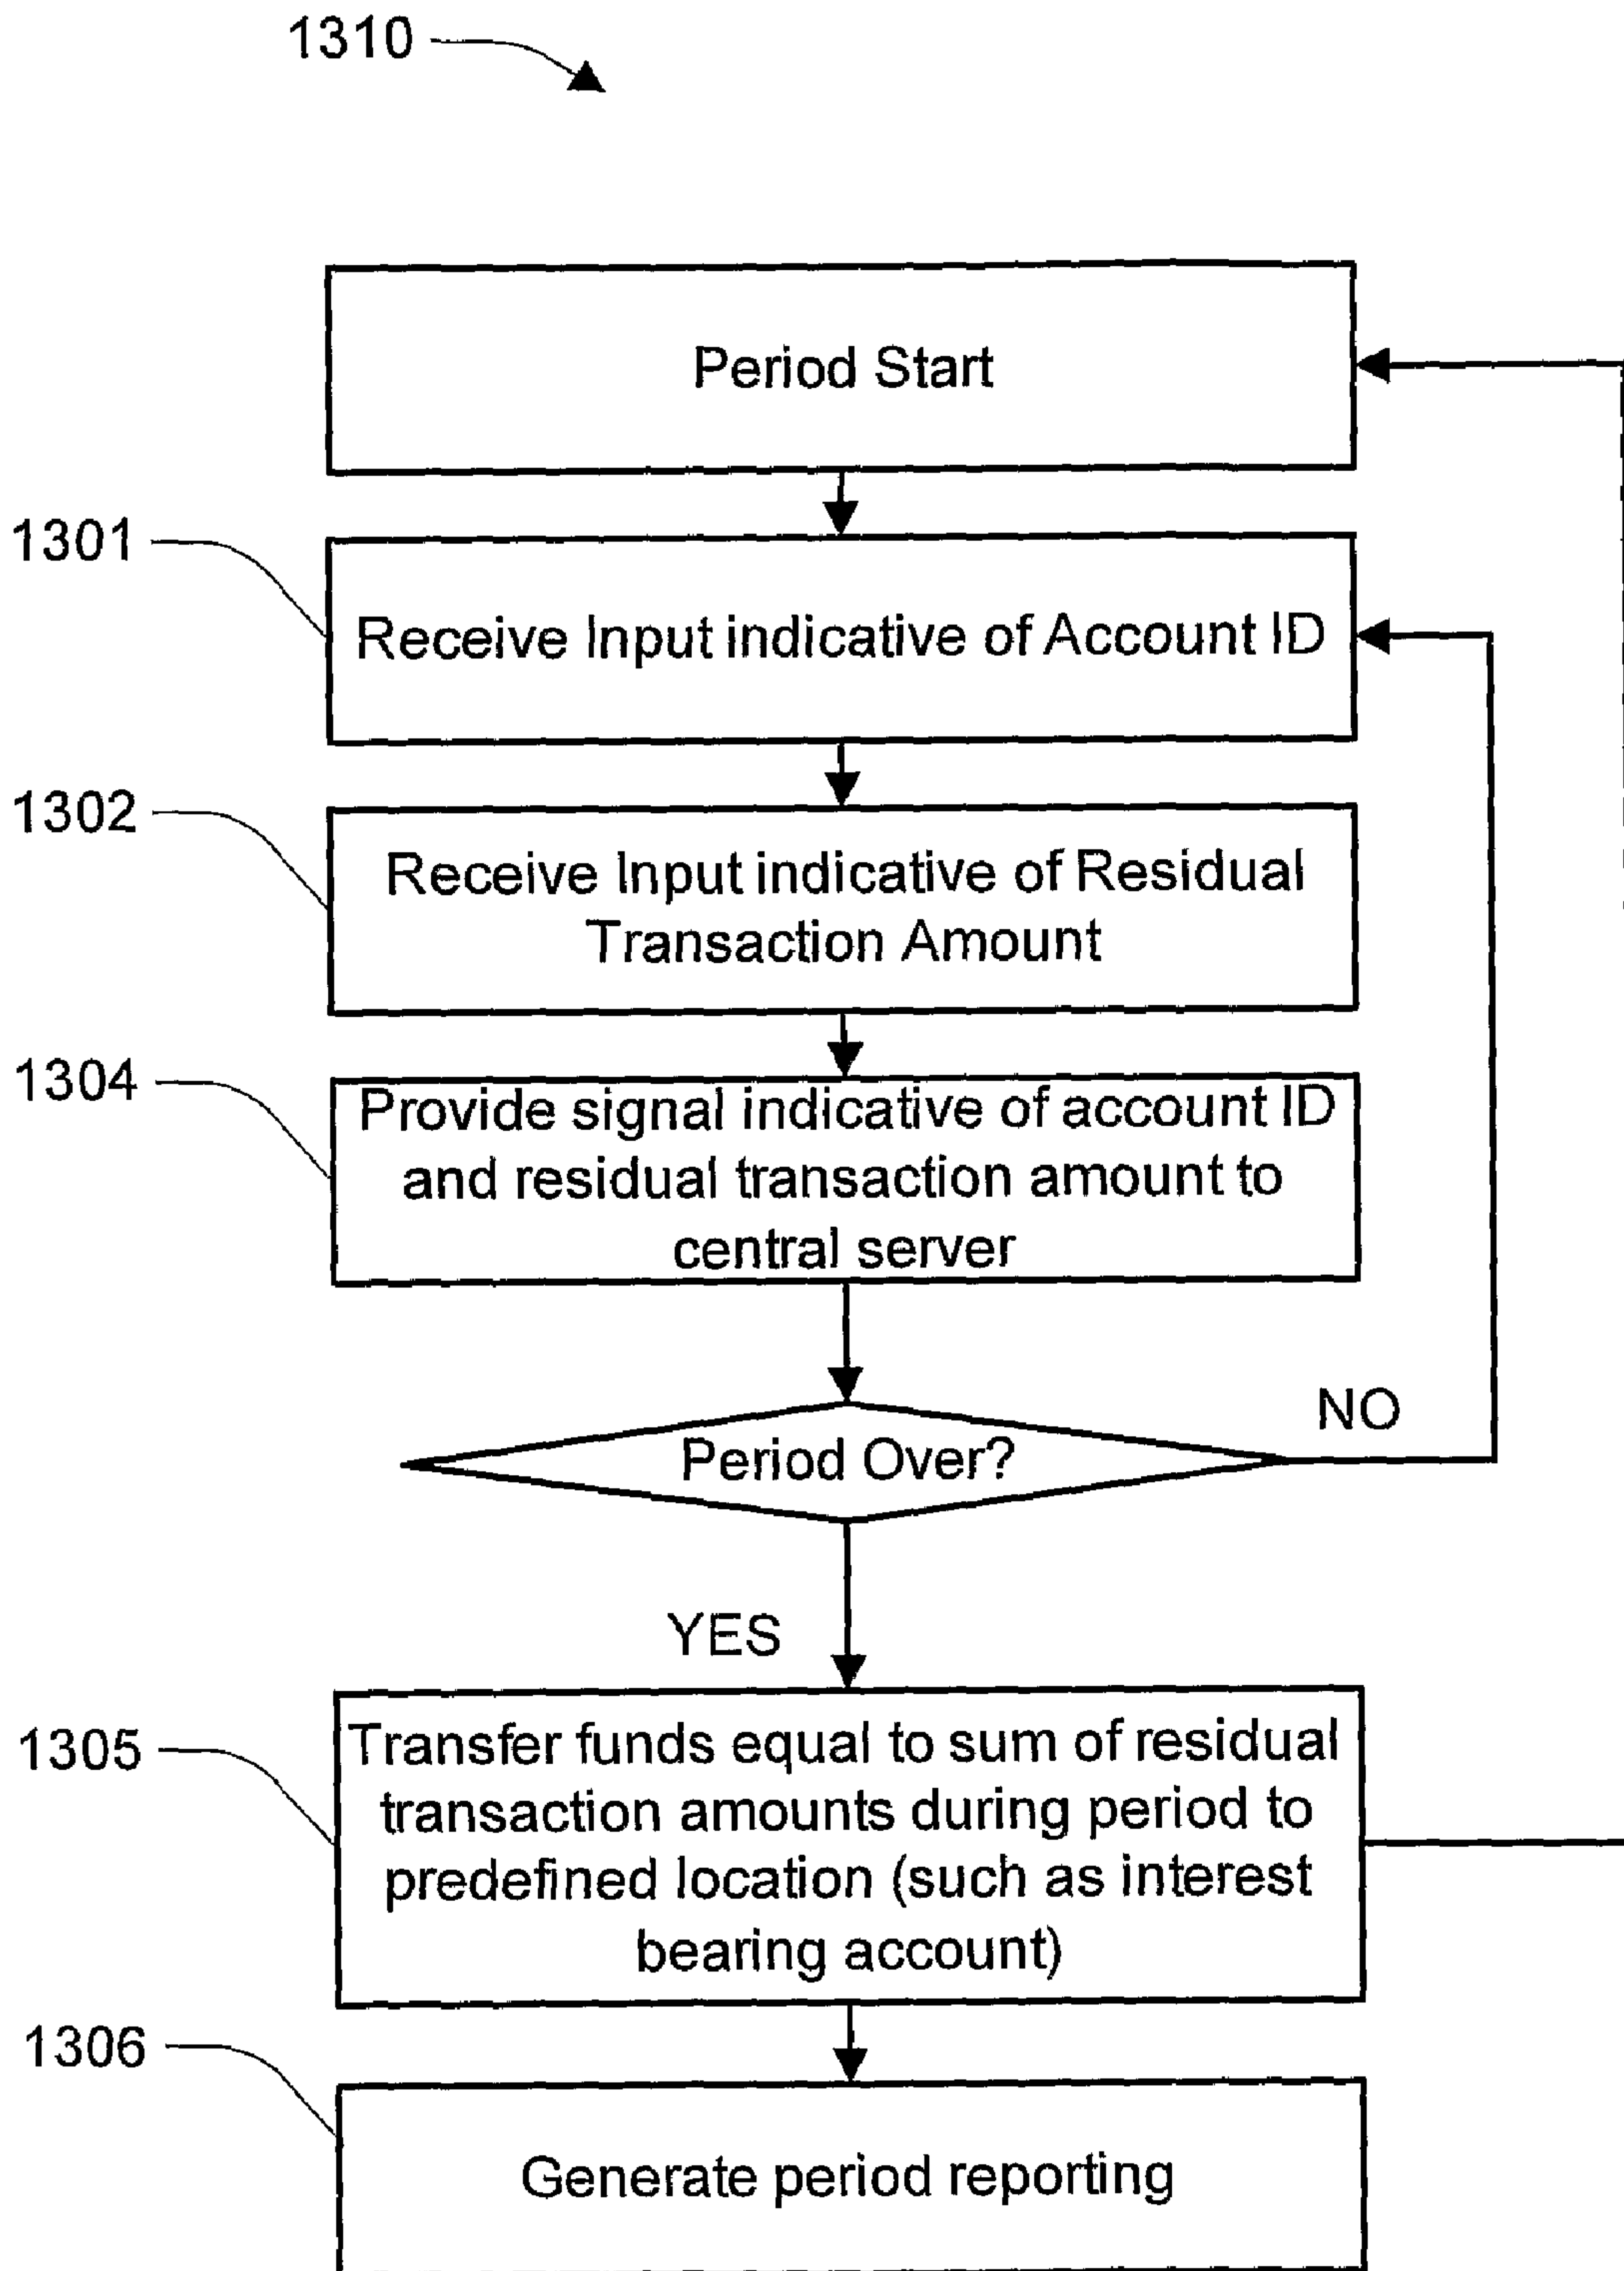 1310
Period Start
1301
Receive Input indicative of Account ID
1302
Receive Input indicative of Residual
Transaction Amount
1304
Provide signal indicative of account ID
and residual transaction amount to
central server
Period Over?
NO
YES
1305
Transfer funds equal to sum of residual
transaction amounts during period to
predefined location (such as interest
bearing account)
1306
Generate period reporting